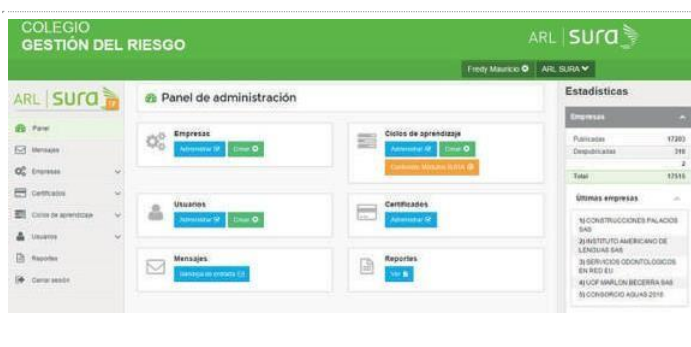 COLEGIO
GESTIÓN DEL RIESGO
ARL SURA
Fredy Mauricio
ARL SURA
ARL SURA
Panel
Mensajes
Empresas
Certificados
Ciclos de aprendizaje
Usuarios
Reportes
Cerrar sesión
Panel de administración
Empresas
Administrar
Crear
Ciclos de aprendizaje
Administrar
Crear
Contenidos Módulos SURA
Usuarios
Administrar
Crear
Certificados
Administrar
Mensajes
Bandeja de entrada
Reportes
Ver
Estadísticas
Empresas
Publicadas 17203
Despublicadas 310
2
Total 17515
Últimas empresas
1) CONSTRUCCIONES PALACIOS
SAS
2) INSTITUTO AMERICANO DE
LENGUAS SAS
3) SERVICIOS ODONTOLOGICOS
EN RED EU
4) UCP MARLON BECERRA SAS
5) CONSORCIO AGUAS 2016